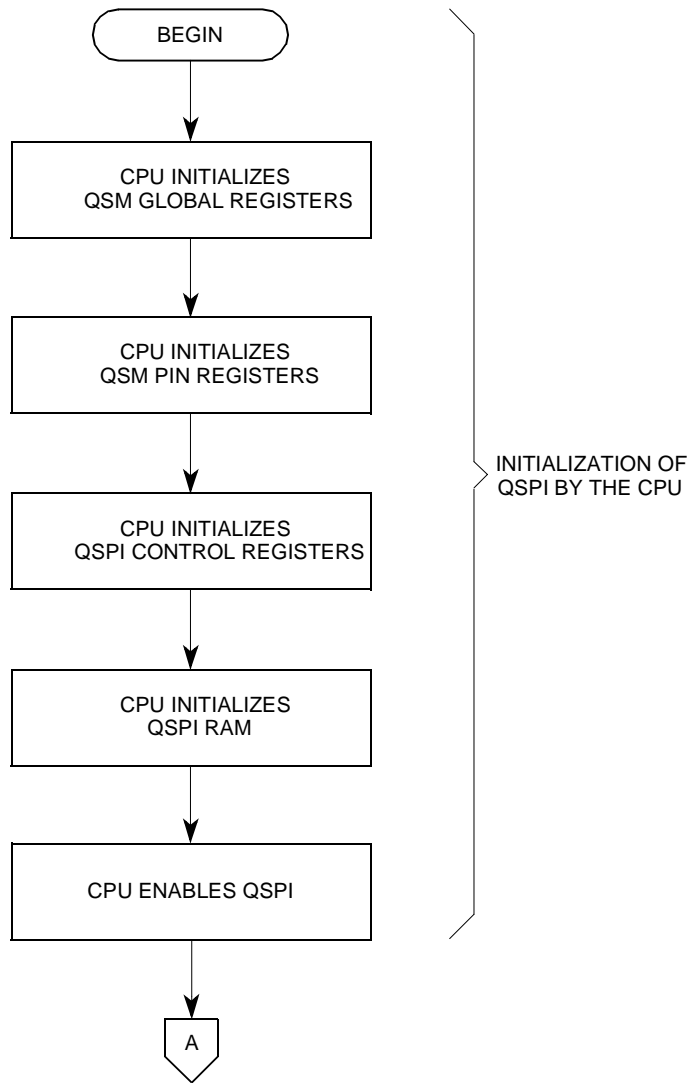 BEGIN
CPU INITIALIZES
QSM GLOBAL REGISTERS
CPU INITIALIZES
QSM PIN REGISTERS
CPU INITIALIZES
QSPI CONTROL REGISTERS
CPU INITIALIZES
QSPI RAM
CPU ENABLES QSPI
A
INITIALIZATION OF
QSPI BY THE CPU